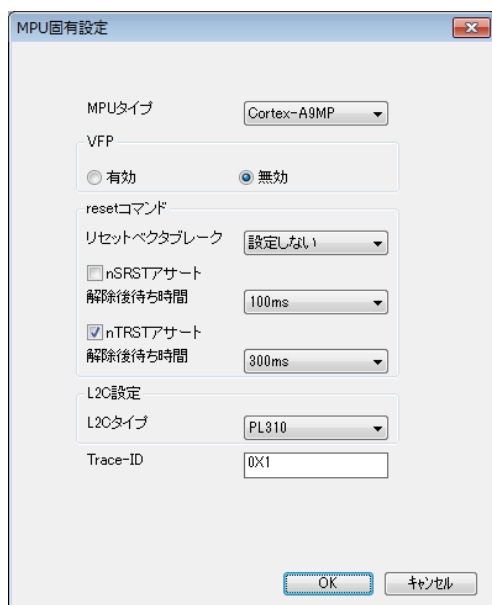 MPU固有設定
MPUタイプ Cortex-A9MP
VFP
有効 無効
resetコマンド
リセットベクタブレーク 設定しない
nSRSTアサート
解除後待ち時間 100ms
nTRSTアサート
解除後待ち時間 300ms
L2C設定
L2Cタイプ PL310
Trace-ID 0X1
OK キャンセル